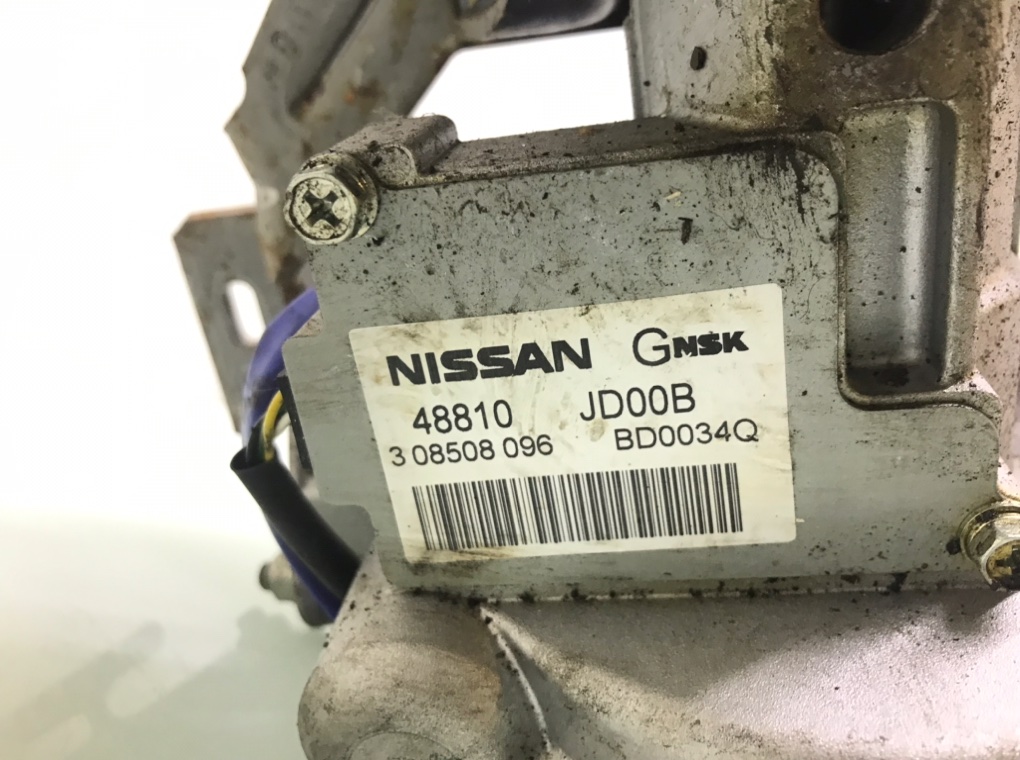 NISSAN GNSK
48810 JD00B
3 08508 096 BD0034Q